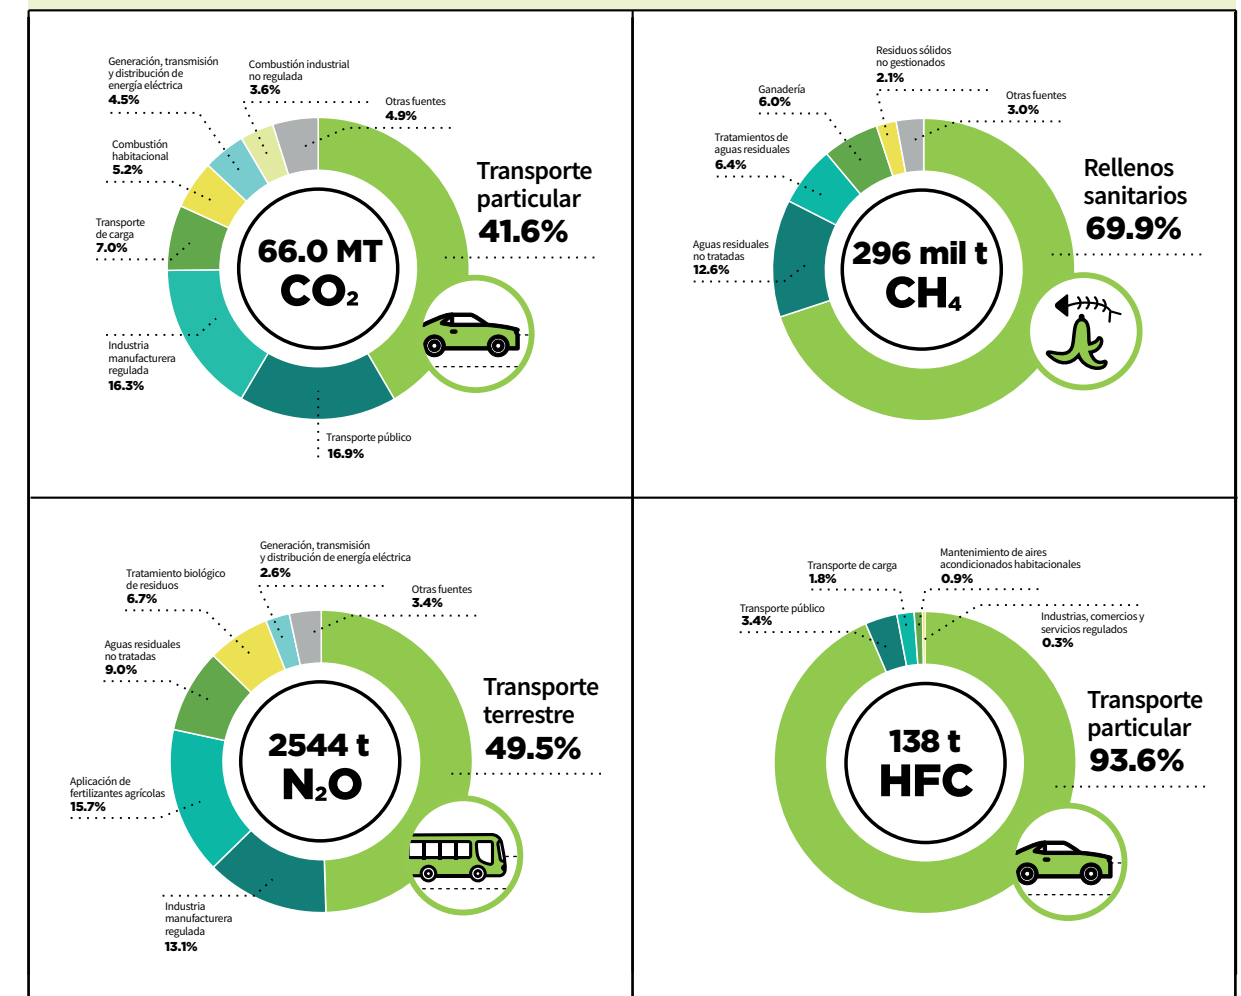 Generación, transmisión
y distribución de
energía eléctrica
4.5%
Combustión industrial
no regulada
3.6%
Otras fuentes
4.9%
Combustión
habitacional
5.2%
Transporte
de carga
7.0%
Industria
manufacturera
regulada
16.3%
Transporte público
16.9%
Transporte
particular
41.6%
66.0 MT
CO₂
Residuos sólidos
no gestionados
2.1%
Otras fuentes
3.0%
Ganadería
6.0%
Tratamientos de
aguas residuales
6.4%
Aguas residuales
no tratadas
12.6%
Rellenos
sanitarios
69.9%
296 mil t
CH₄
Generación, transmisión
y distribución de energía eléctrica
2.6%
Otras fuentes
3.4%
Tratamiento biológico
de residuos
6.7%
Aguas residuales
no tratadas
9.0%
Aplicación de
fertilizantes agrícolas
15.7%
Industria
manufacturera
regulada
13.1%
Transporte
terrestre
49.5%
2544 t
N₂O
Mantenimiento de aires
acondicionados habitacionales
0.9%
Transporte de carga
1.8%
Transporte público
3.4%
Industrias, comercios y
servicios regulados
0.3%
Transporte
particular
93.6%
138 t
HFC